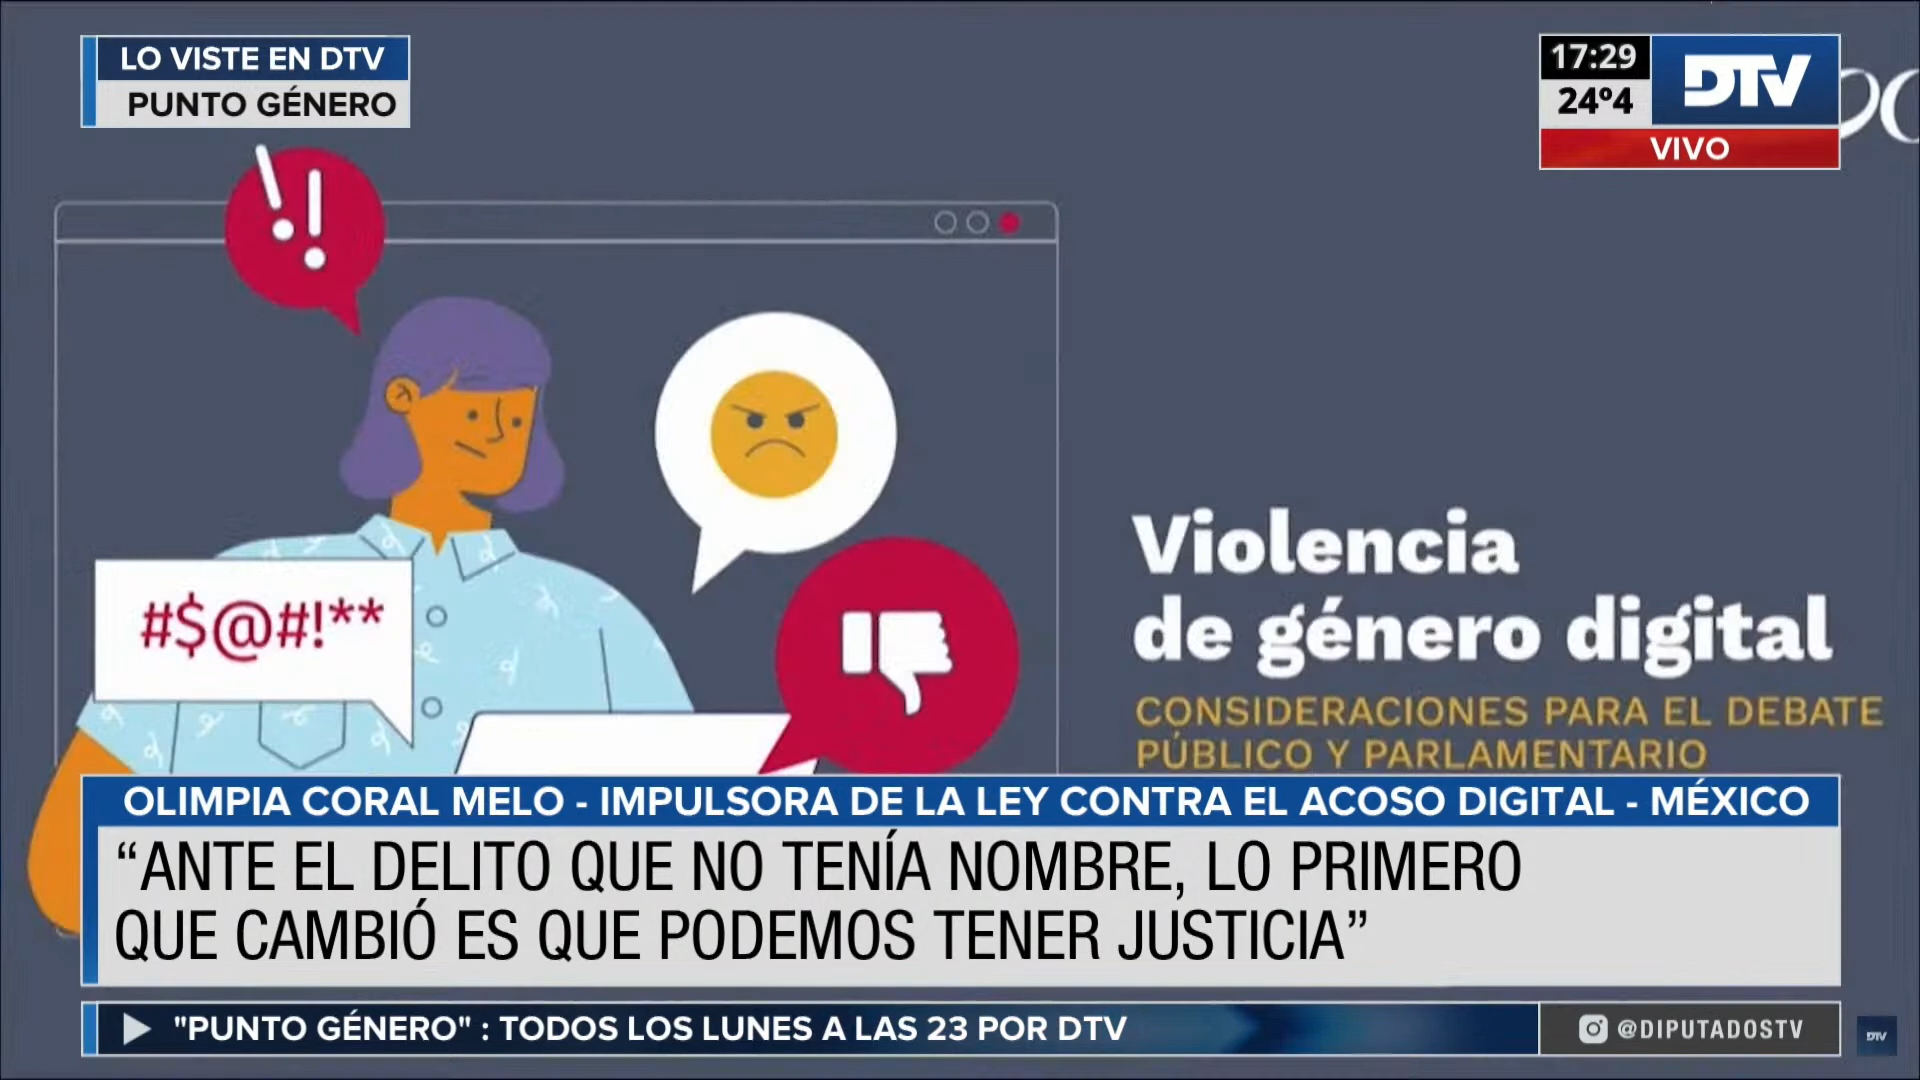 LO VISTE EN DTV
PUNTO GÉNERO
17:29
24°4
DTV
VIVO
#$@#!**
Violencia
de género digital
CONSIDERACIONES PARA EL DEBATE
PÚBLICO Y PARLAMENTARIO
OLIMPIA CORAL MELO - IMPULSORA DE LA LEY CONTRA EL ACOSO DIGITAL - MÉXICO
“ANTE EL DELITO QUE NO TENÍA NOMBRE, LO PRIMERO
QUE CAMBIÓ ES QUE PODEMOS TENER JUSTICIA”
"PUNTO GÉNERO" : TODOS LOS LUNES A LAS 23 POR DTV
@DIPUTADOSTV
DTV